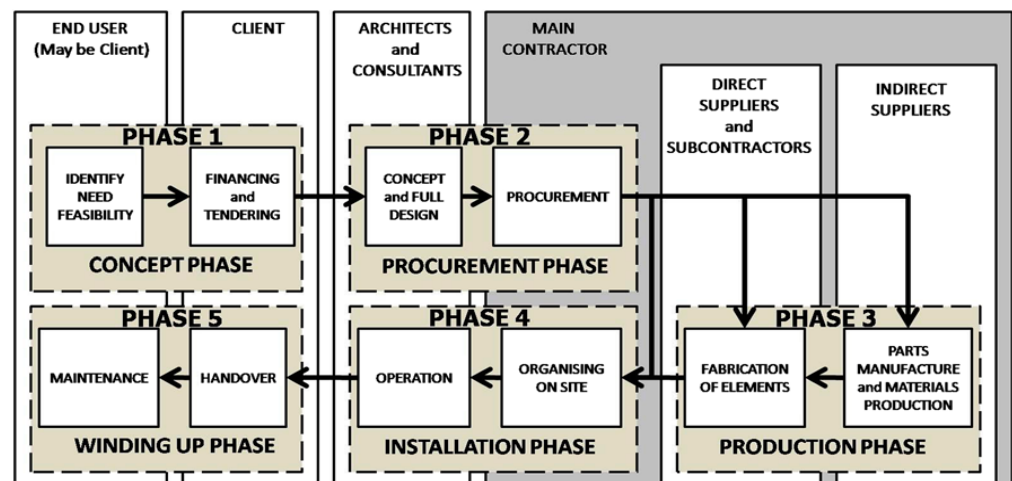 END USER
(May be Client)
CLIENT
ARCHITECTS
and
CONSULTANTS
MAIN
CONTRACTOR
DIRECT
SUPPLIERS
and
SUBCONTRACTORS
INDIRECT
SUPPLIERS
PHASE 1
IDENTIFY
NEED
FEASIBILITY
FINANCING
and
TENDERING
CONCEPT PHASE
PHASE 2
CONCEPT
and FULL
DESIGN
PROCUREMENT
PROCUREMENT PHASE
PHASE 5
MAINTENANCE
HANDOVER
WINDING UP PHASE
PHASE 4
OPERATION
ORGANISING
ON SITE
INSTALLATION PHASE
PHASE 3
FABRICATION
OF ELEMENTS
PARTS
MANUFACTURE
and MATERIALS
PRODUCTION
PRODUCTION PHASE